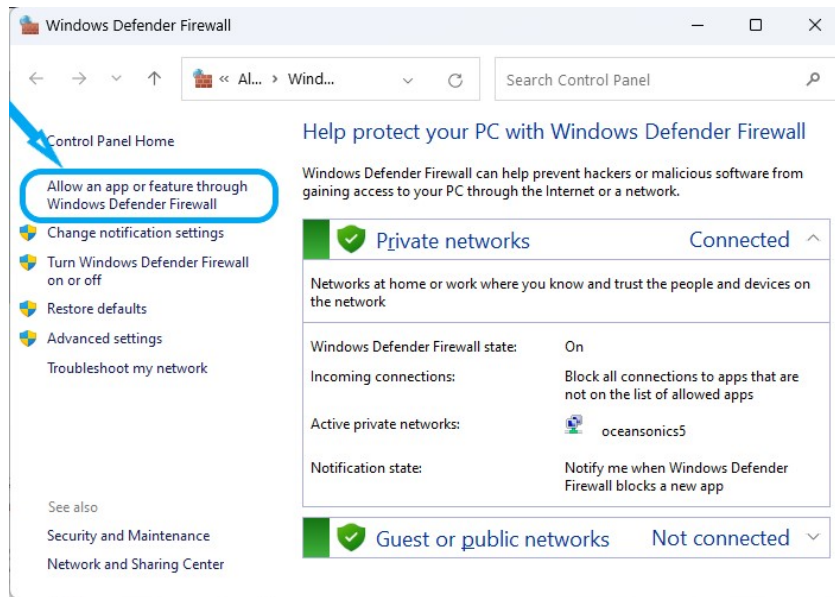 Windows Defender Firewall
« Al... › Wind...
Search Control Panel
Control Panel Home
Allow an app or feature through
Windows Defender Firewall
Change notification settings
Turn Windows Defender Firewall
on or off
Restore defaults
Advanced settings
Troubleshoot my network
See also
Security and Maintenance
Network and Sharing Center
Help protect your PC with Windows Defender Firewall
Windows Defender Firewall can help prevent hackers or malicious software from
gaining access to your PC through the Internet or a network.
Private networks Connected
Networks at home or work where you know and trust the people and devices on
the network
Windows Defender Firewall state: On
Incoming connections: Block all connections to apps that are
not on the list of allowed apps
Active private networks: oceansonics5
Notification state: Notify me when Windows Defender
Firewall blocks a new app
Guest or public networks Not connected